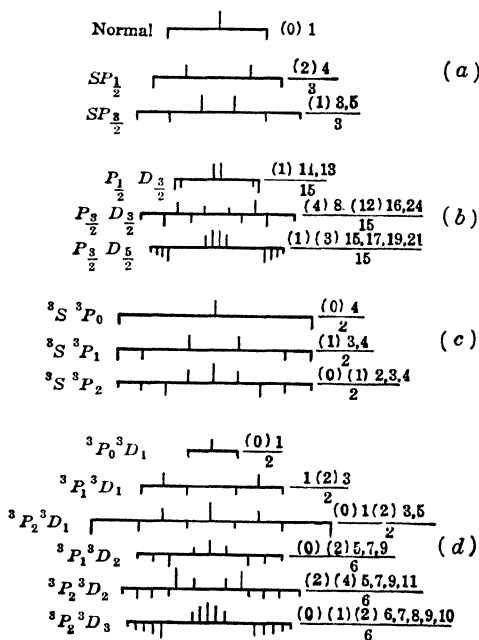 Normal (0) 1
SP1/2 (2) 4/3
(a)
SP3/2 (1) 3,5/3
P1/2 D3/2 (1) 11,13/15
P3/2 D3/2 (4) 8. (12) 16,24/15
(b)
P3/2 D5/2 (1) (3) 15,17,19,21/15
³S ³P₀ (0) 4/2
³S ³P₁ (1) 3,4/2
(c)
³S ³P₂ (0) (1) 2,3,4/2
³P₀ ³D₁ (0) 1/2
³P₁ ³D₁ 1 (2) 3/2
³P₂ ³D₁ (0) 1 (2) 3,5/2
³P₁ ³D₂ (0) (2) 5,7,9/6
(d)
³P₂ ³D₂ (2) (4) 5,7,9,11/6
³P₂ ³D₃ (0) (1) (2) 6,7,8,9,10/6